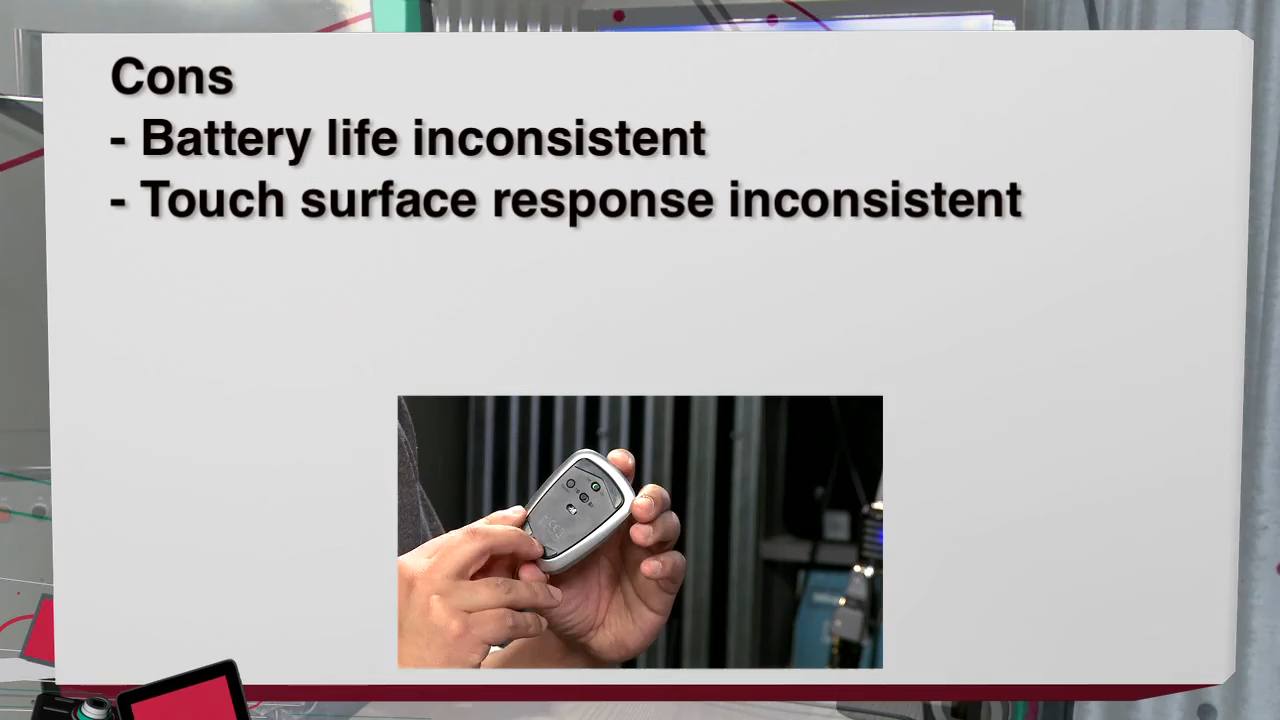 Cons
- Battery life inconsistent
- Touch surface response inconsistent